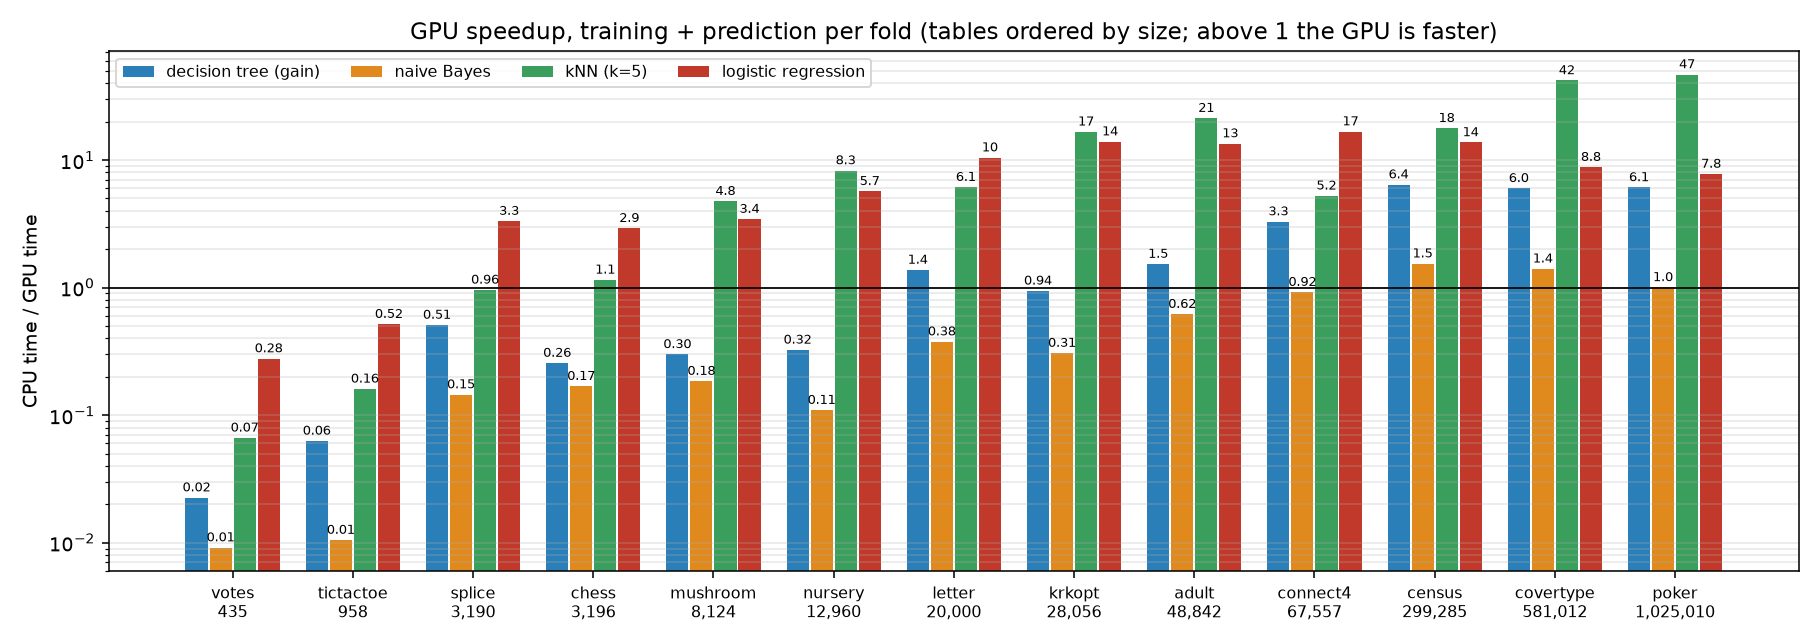 GPU speedup, training + prediction per fold (tables ordered by size; above 1 the GPU is faster)
decision tree (gain) naive Bayes kNN (k=5) logistic regression
CPU time / GPU time
10¹
10⁰
10⁻¹
10⁻²
0.02 0.01 0.07 0.28
0.06 0.01 0.16 0.52
0.51 0.15 0.96 3.3
0.26 0.17 1.1 2.9
0.30 0.18 4.8 3.4
0.32 0.11 8.3 5.7
1.4 0.38 6.1 10
0.94 0.31 17 14
1.5 0.62 21 13
3.3 0.92 5.2 17
6.4 1.5 18 14
6.0 1.4 42 8.8
6.1 1.0 47 7.8
votes tictactoe splice chess mushroom nursery letter krkopt adult connect4 census covertype poker
435 958 3,190 3,196 8,124 12,960 20,000 28,056 48,842 67,557 299,285 581,012 1,025,010